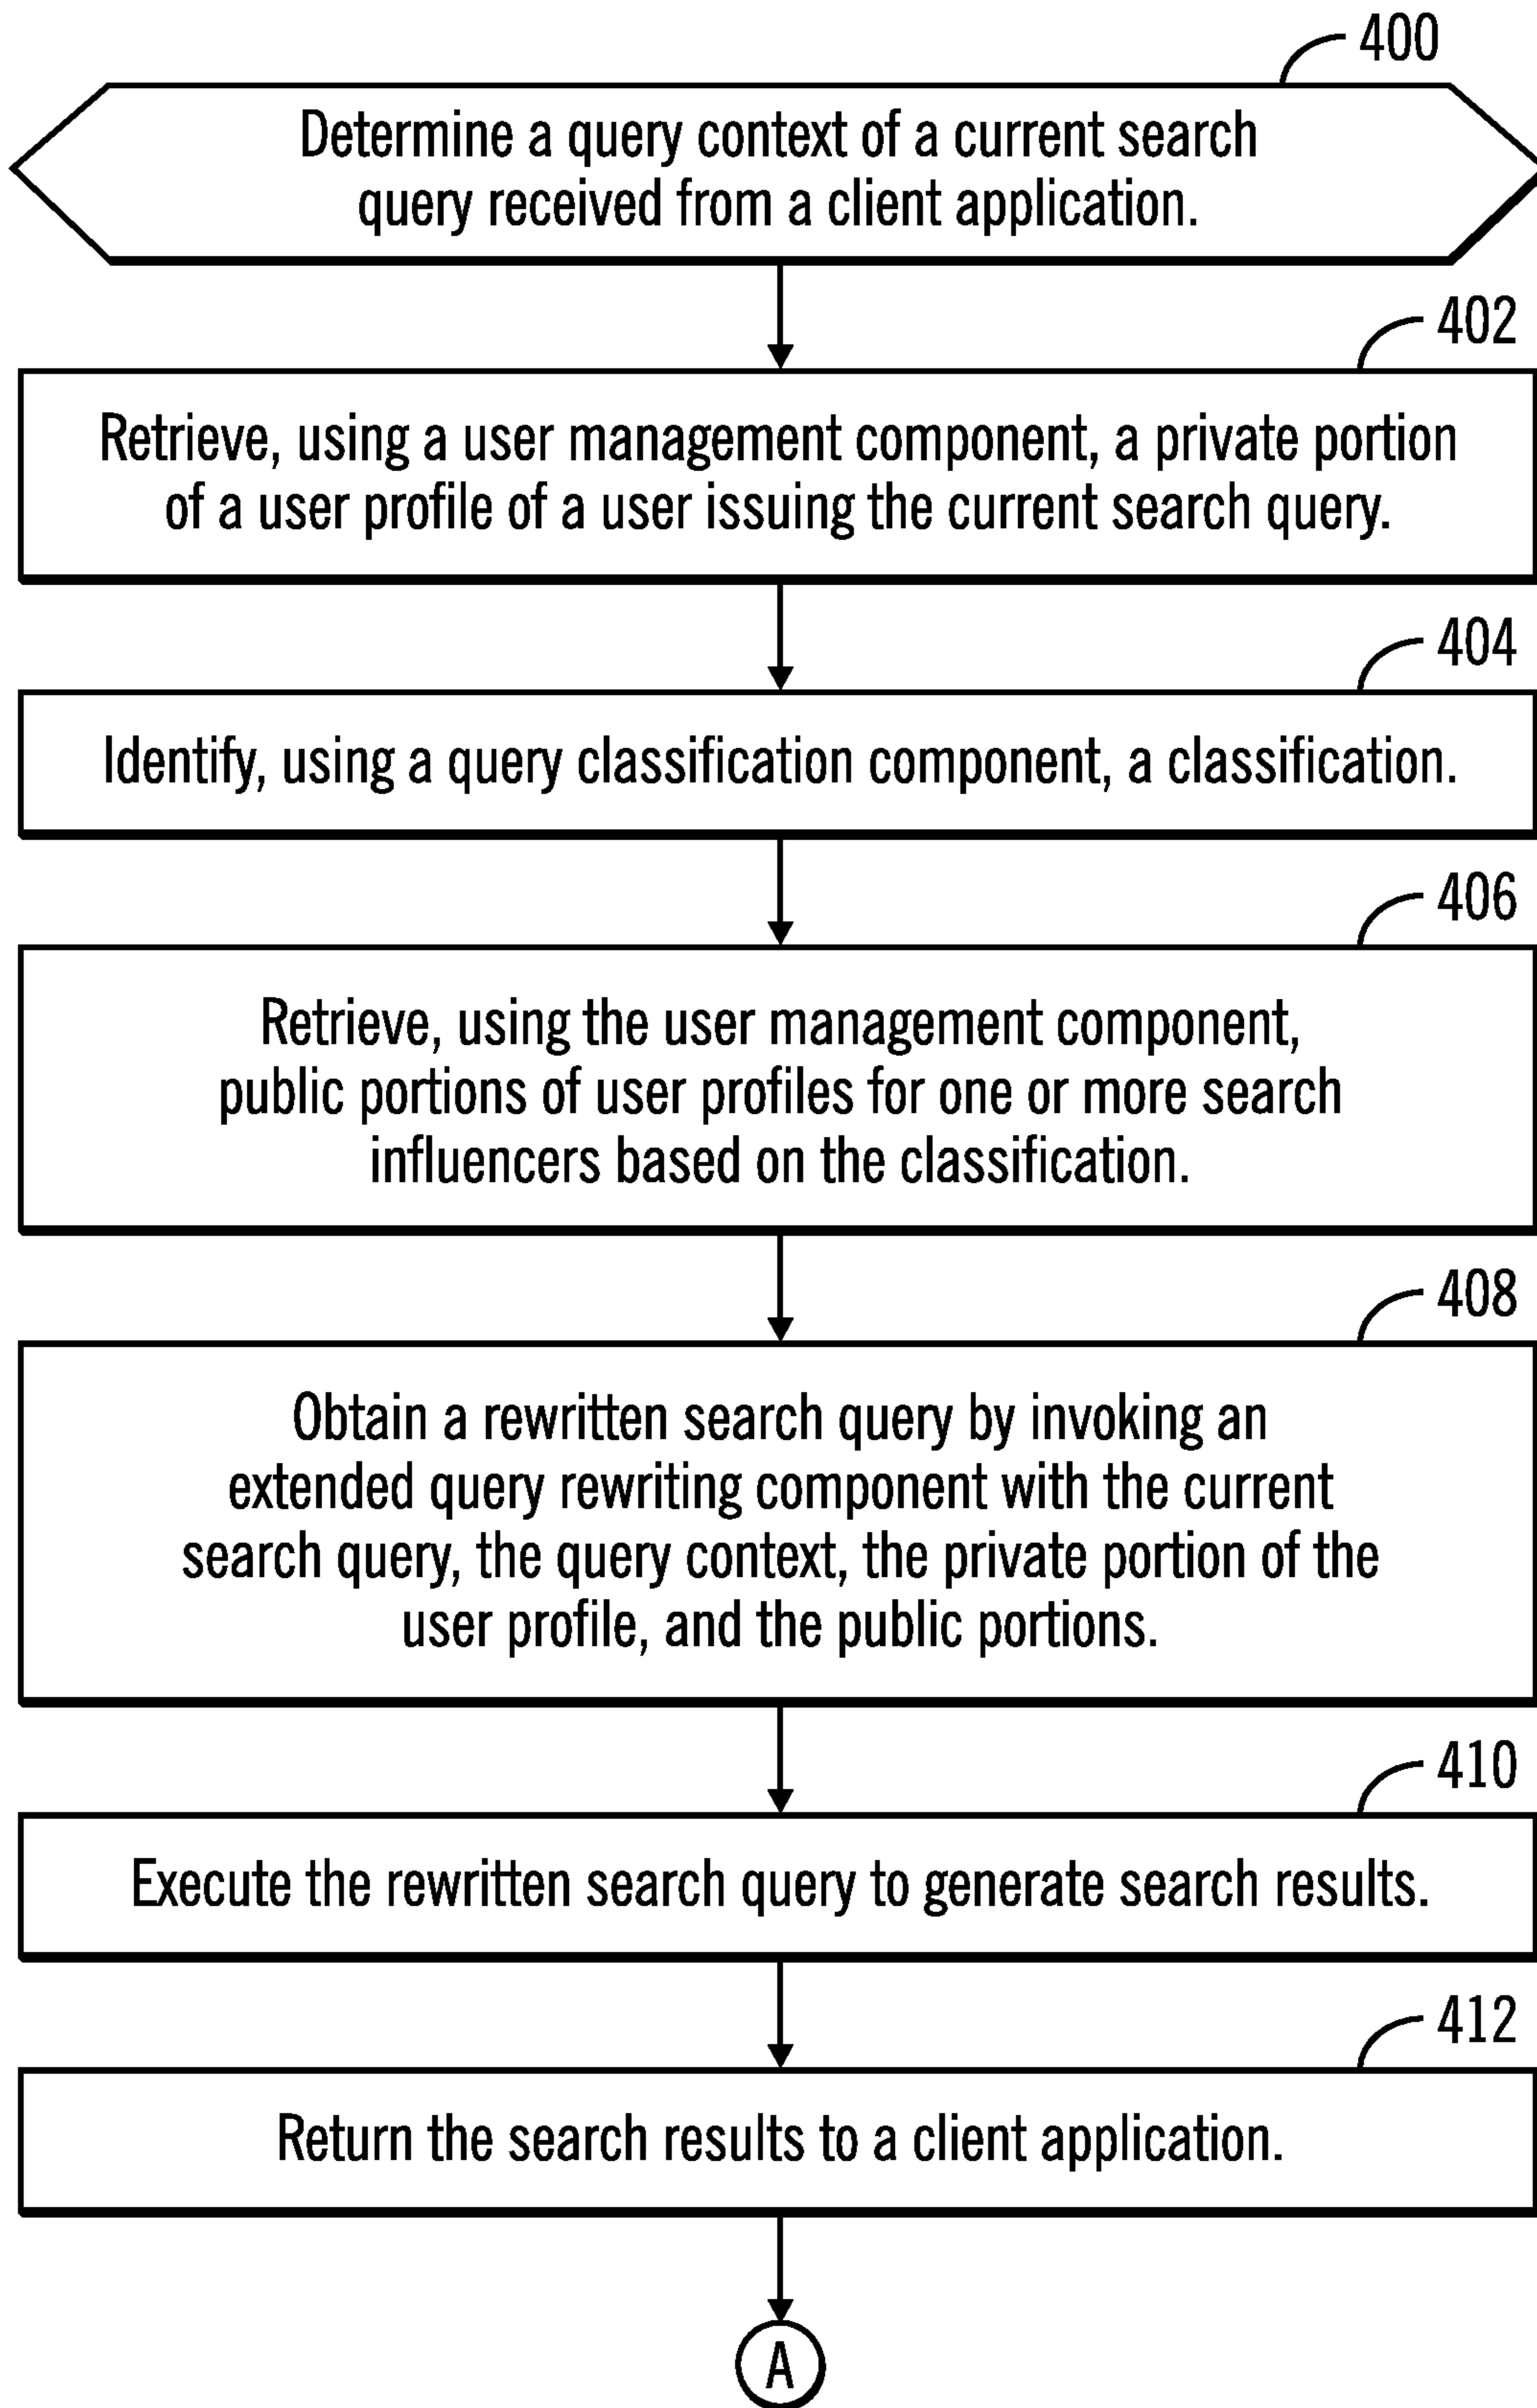 400
Determine a query context of a current search
query received from a client application.
402
Retrieve, using a user management component, a private portion
of a user profile of a user issuing the current search query.
404
Identify, using a query classification component, a classification.
406
Retrieve, using the user management component,
public portions of user profiles for one or more search
influencers based on the classification.
408
Obtain a rewritten search query by invoking an
extended query rewriting component with the current
search query, the query context, the private portion of the
user profile, and the public portions.
410
Execute the rewritten search query to generate search results.
412
Return the search results to a client application.
A